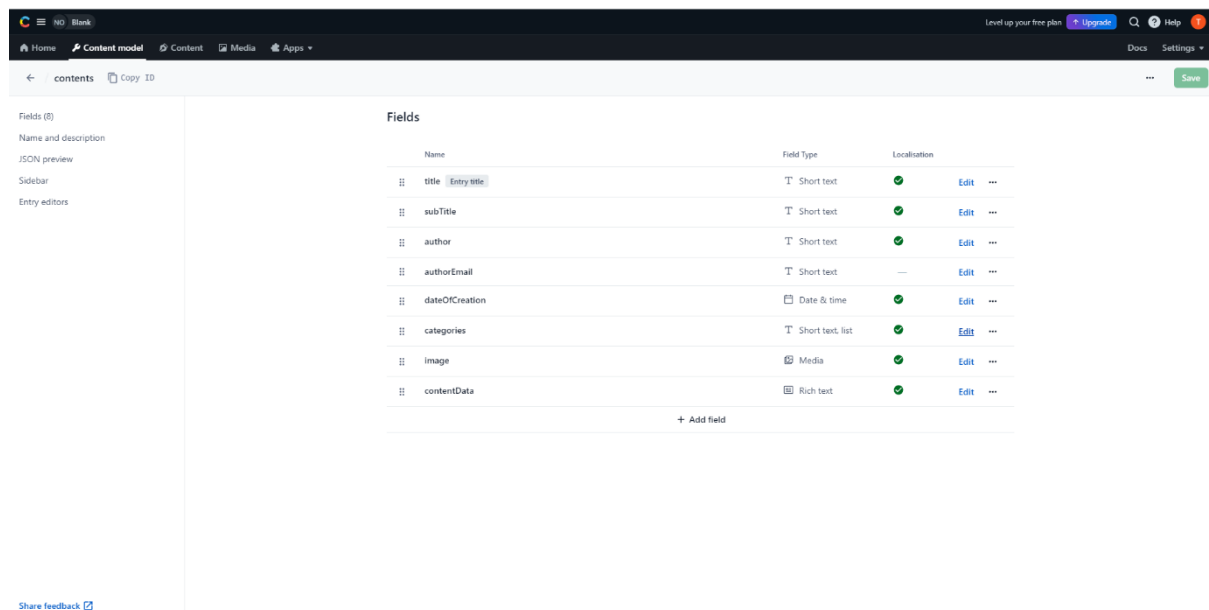 NO Blank Level up your free plan Upgrade Help T
Home Content model Content Media Apps Docs Settings
contents Copy ID Save
Fields (8)
Name and description
JSON preview
Sidebar
Entry editors
Fields
Name Field Type Localisation
title Entry title Short text Edit
subTitle Short text Edit
author Short text Edit
authorEmail Short text Edit
dateOfCreation Date & time Edit
categories Short text, list Edit
image Media Edit
contentData Rich text Edit
+ Add field
Share feedback